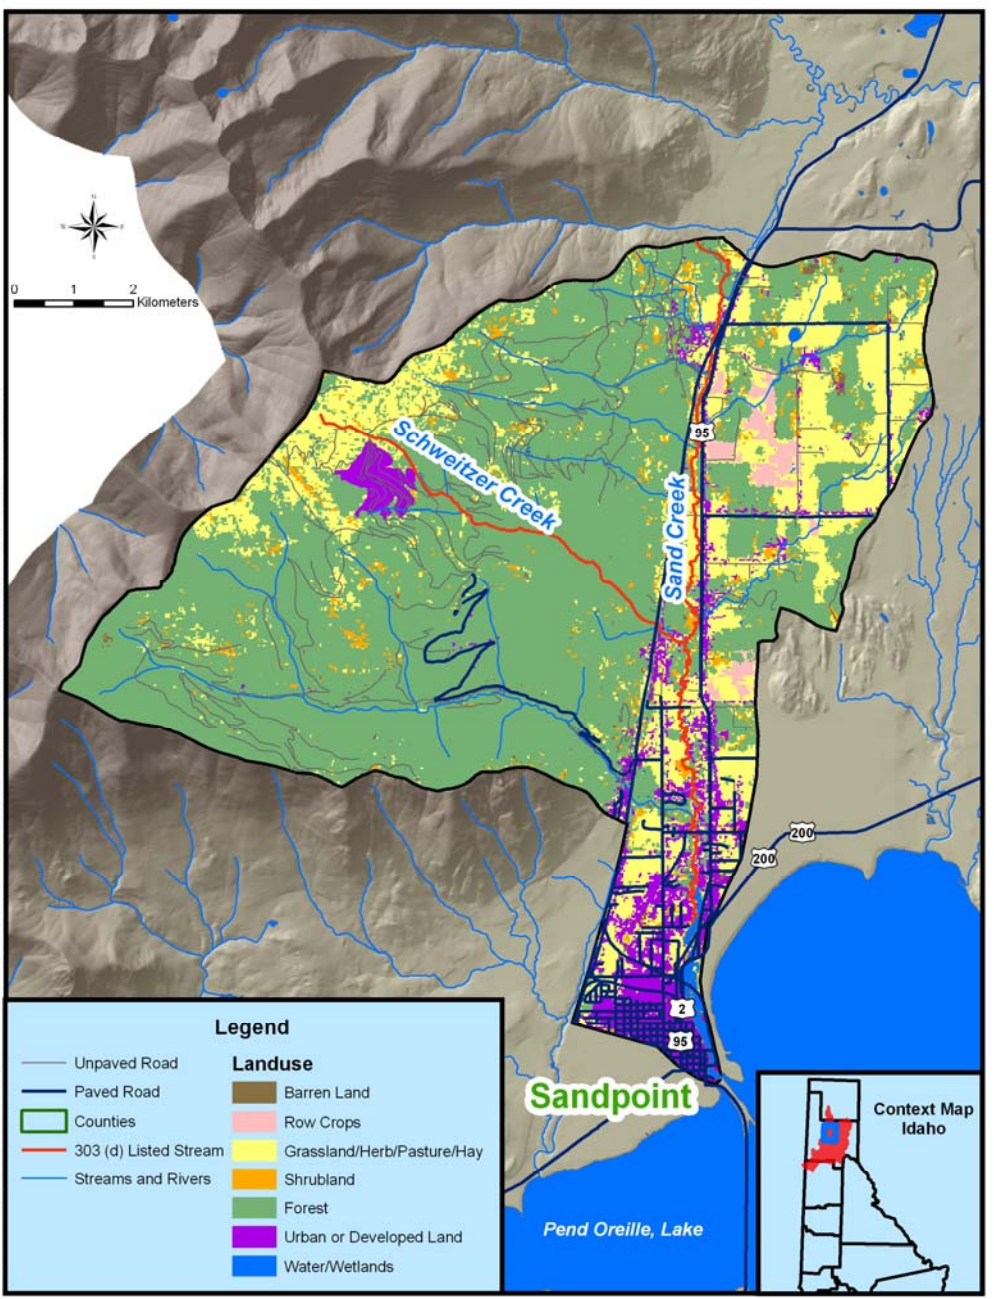 N
W
E
S
0 1 2
Kilometers
Schweitzer Creek
Sand Creek
95
200
200
2
95
Sandpoint
Pend Oreille, Lake
Legend
Unpaved Road
Paved Road
Counties
303 (d) Listed Stream
Streams and Rivers
Landuse
Barren Land
Row Crops
Grassland/Herb/Pasture/Hay
Shrubland
Forest
Urban or Developed Land
Water/Wetlands
Context Map
Idaho